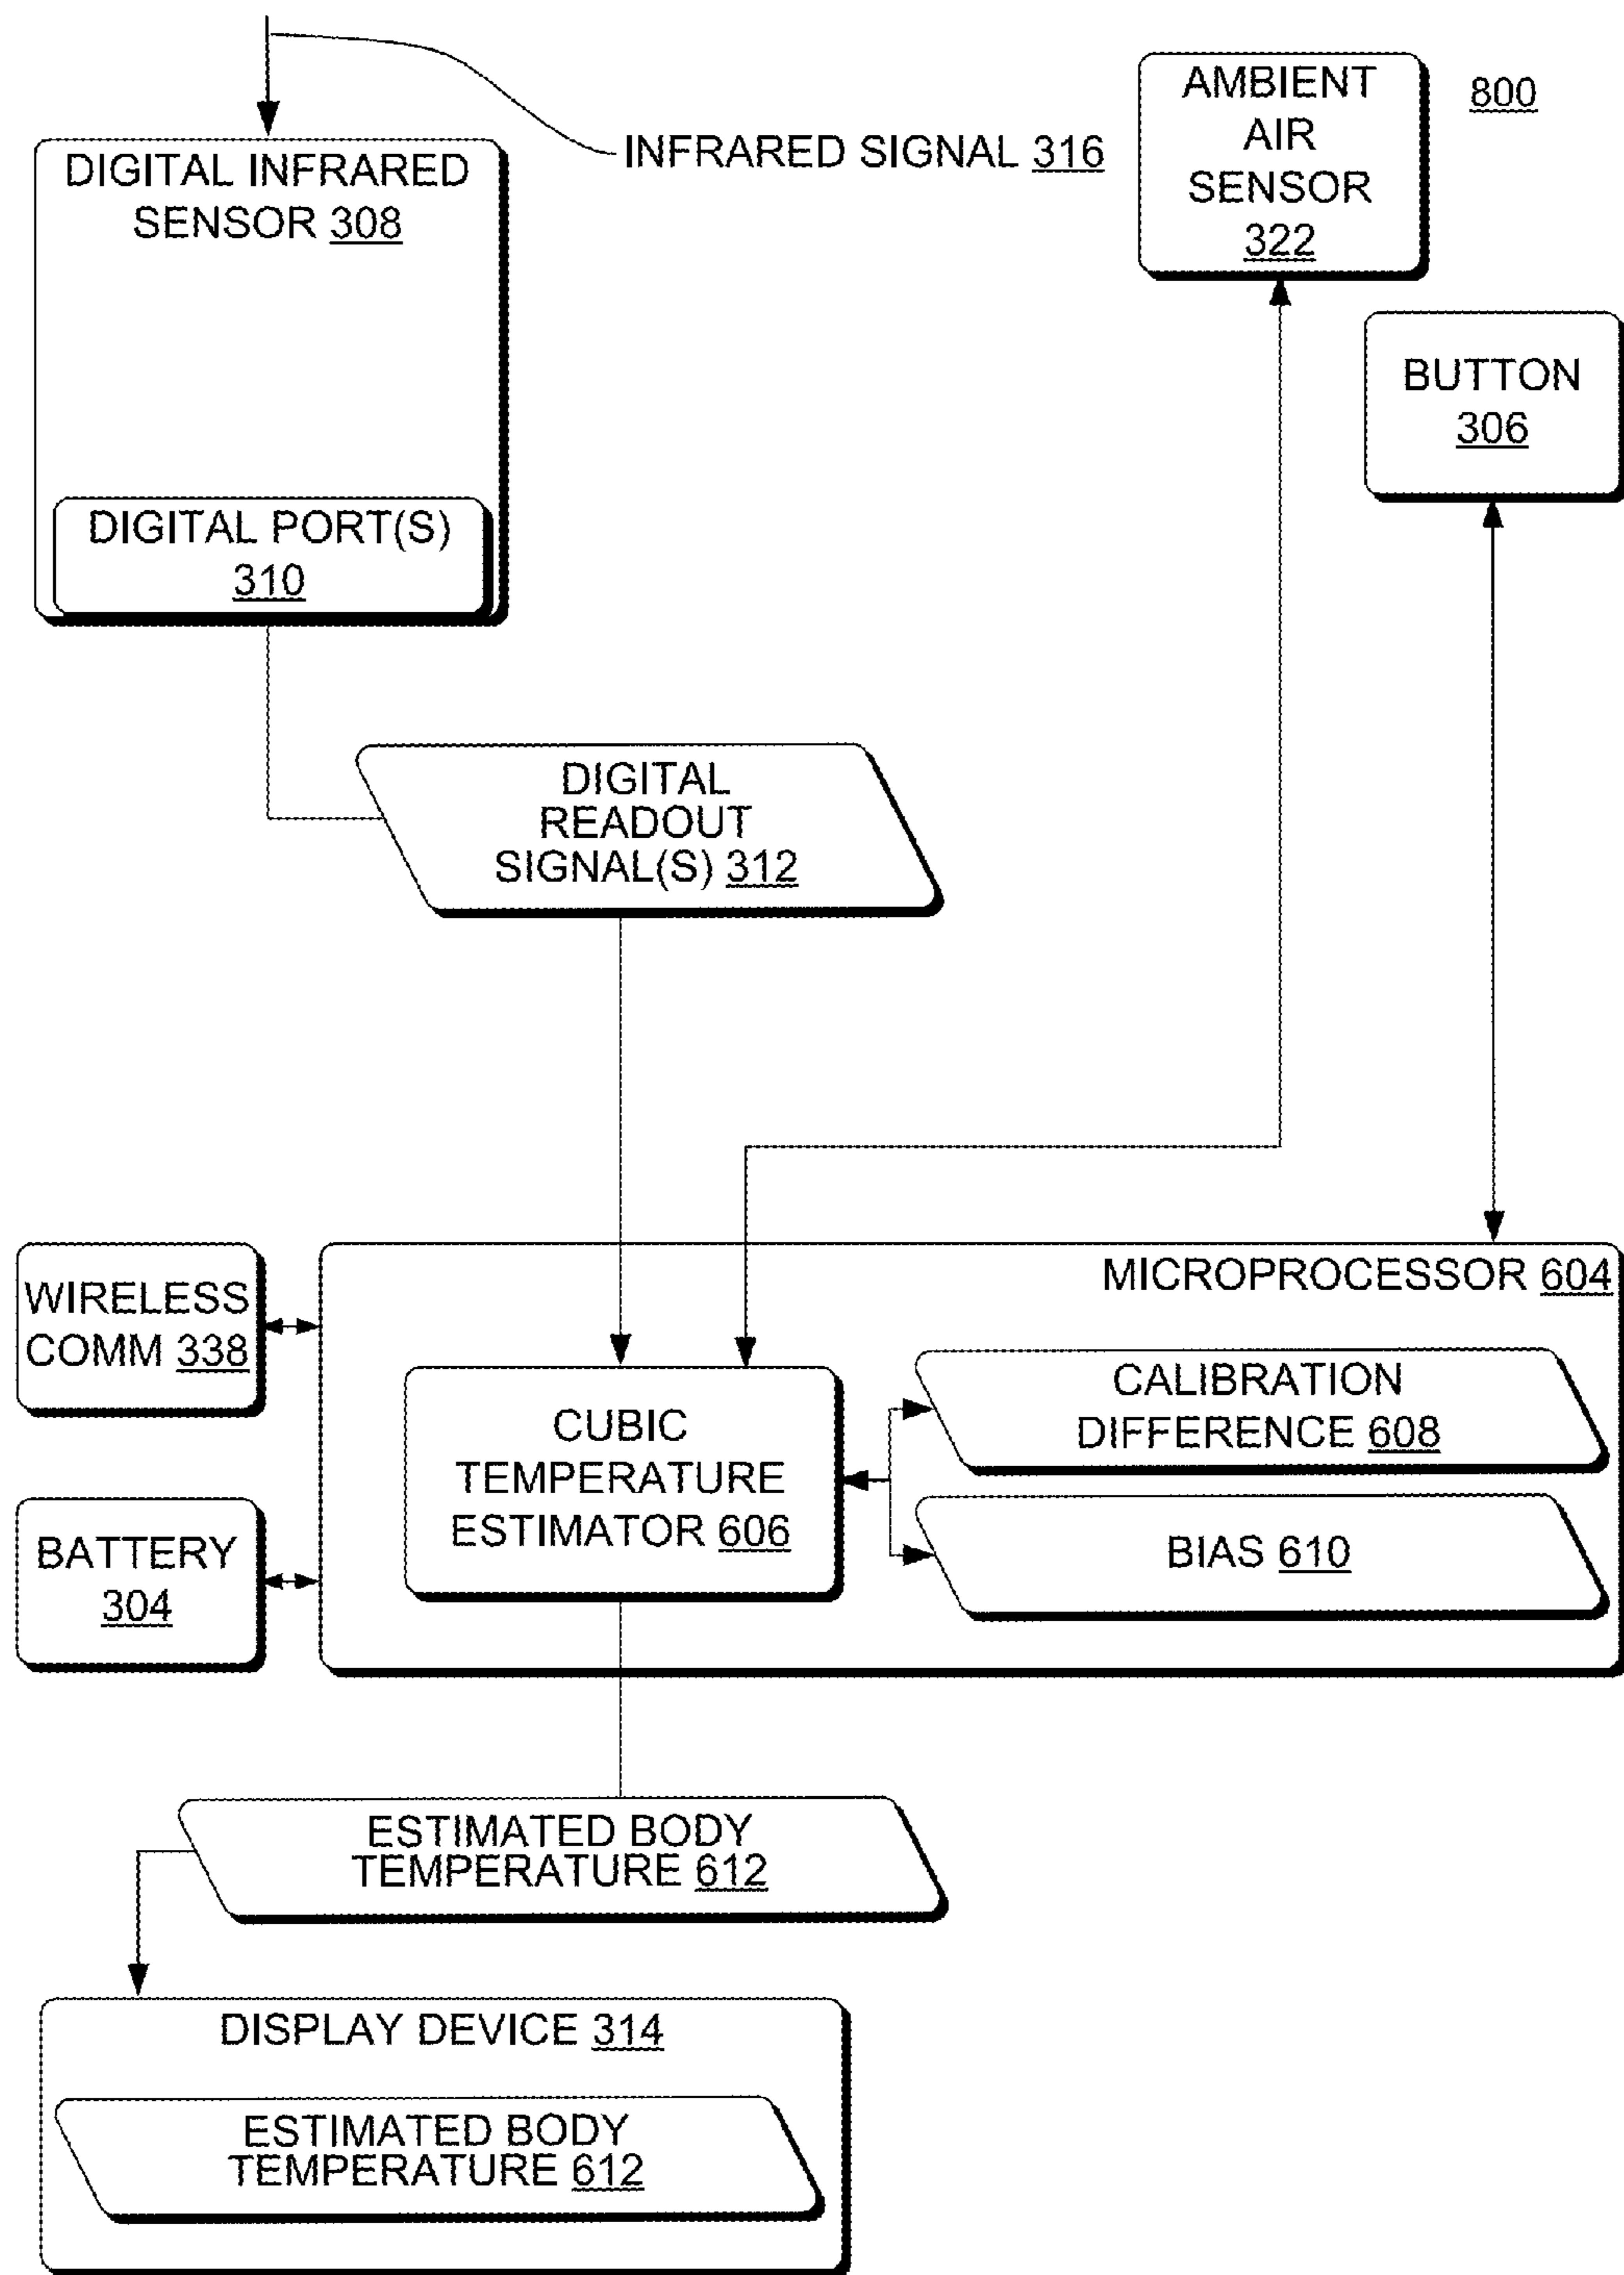 AMBIENT
AIR
SENSOR
322
800
INFRARED SIGNAL 316
DIGITAL INFRARED
SENSOR 308
BUTTON
306
DIGITAL PORT(S)
310
DIGITAL
READOUT
SIGNAL(S) 312
MICROPROCESSOR 604
WIRELESS
COMM 338
CALIBRATION
DIFFERENCE 608
CUBIC
TEMPERATURE
ESTIMATOR 606
BIAS 610
BATTERY
304
ESTIMATED BODY
TEMPERATURE 612
DISPLAY DEVICE 314
ESTIMATED BODY
TEMPERATURE 612